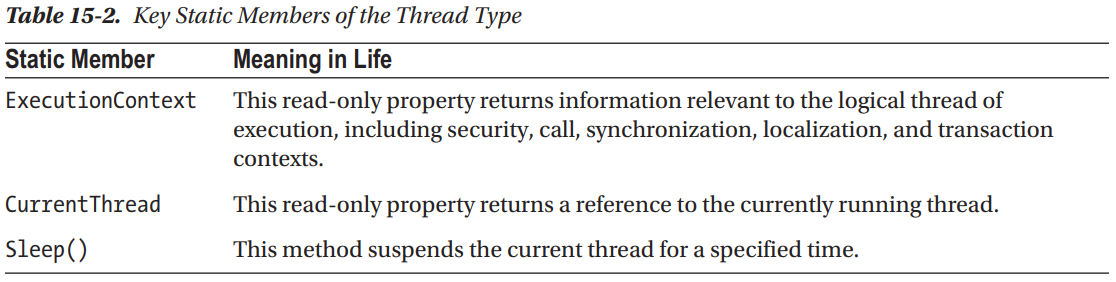 Table 15-2. Key Static Members of the Thread Type
Static Member Meaning in Life
ExecutionContext This read-only property returns information relevant to the logical thread of
execution, including security, call, synchronization, localization, and transaction
contexts.
CurrentThread This read-only property returns a reference to the currently running thread.
Sleep() This method suspends the current thread for a specified time.